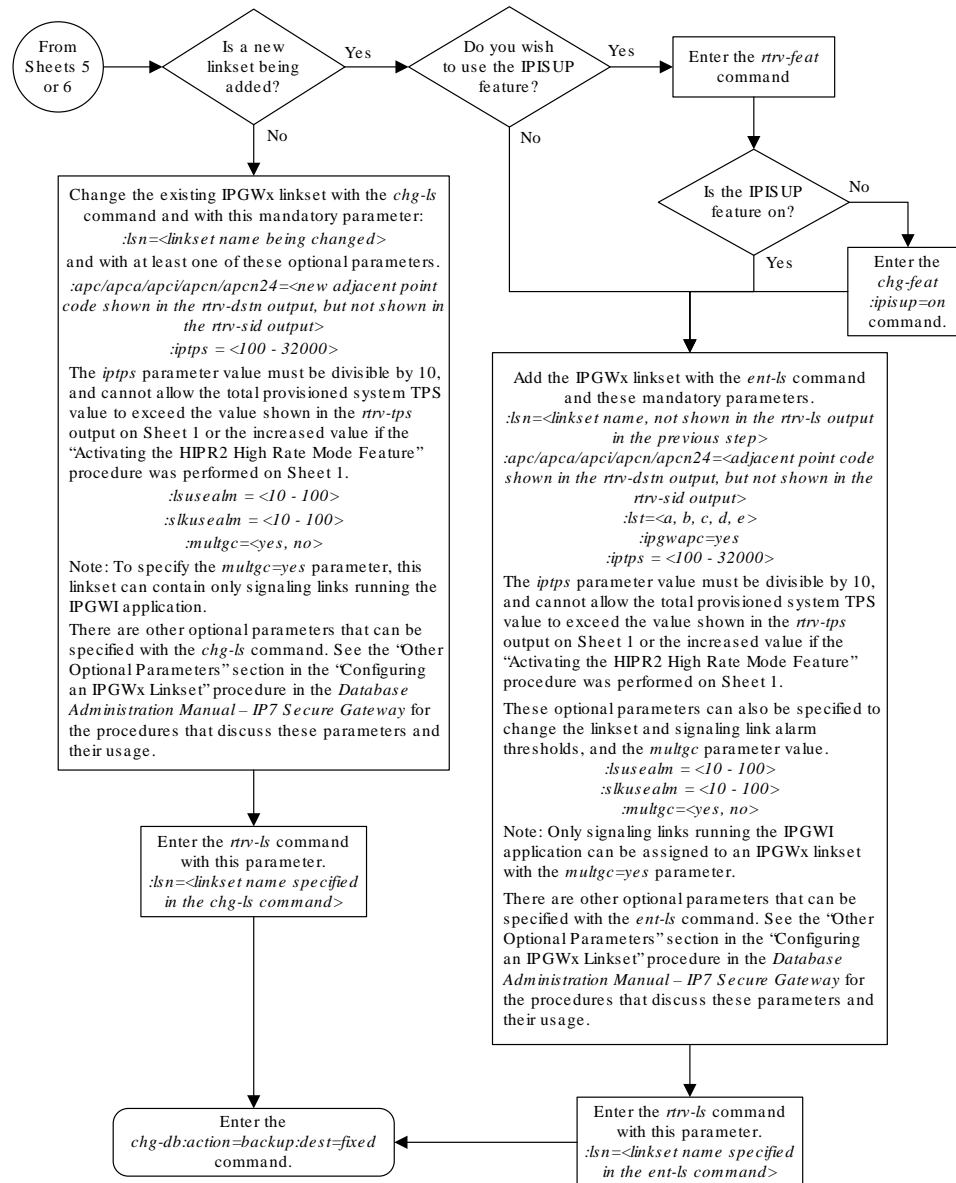 From
Sheets 5
or 6
Is a new
linkset being
added?
Yes
No
Do you wish
to use the IPISUP
feature?
Yes
No
Enter the rtrv-feat
command
Is the IPISUP
feature on?
No
Yes
Enter the
chg-feat
:ipisup=on
command.
Change the existing IPGWx linkset with the chg-ls
command and with this mandatory parameter:
:lsn=<linkset name being changed>
and with at least one of these optional parameters.
:apc/apca/apci/apcn/apcn24=<new adjacent point
code shown in the rtrv-dstn output, but not shown in
the rtrv-sid output>
:iptps = <100 - 32000>
The iptps parameter value must be divisible by 10,
and cannot allow the total provisioned system TPS
value to exceed the value shown in the rtrv-tps
output on Sheet 1 or the increased value if the
“Activating the HIPR2 High Rate Mode Feature”
procedure was performed on Sheet 1.
:lsusealm = <10 - 100>
:slkusealm = <10 - 100>
:multgc=<yes, no>
Note: To specify the multgc=yes parameter, this
linkset can contain only signaling links running the
IPGWI application.
There are other optional parameters that can be
specified with the chg-ls command. See the “Other
Optional Parameters” section in the “Configuring
an IPGWx Linkset” procedure in the Database
Administration Manual – IP7 Secure Gateway for
the procedures that discuss these parameters and
their usage.
Enter the rtrv-ls command
with this parameter.
:lsn=<linkset name specified
in the chg-ls command>
Add the IPGWx linkset with the ent-ls command
and these mandatory parameters.
:lsn=<linkset name, not shown in the rtrv-ls output
in the previous step>
:apc/apca/apci/apcn/apcn24=<adjacent point code
shown in the rtrv-dstn output, but not shown in the
rtrv-sid output>
:lst=<a, b, c, d, e>
:ipgwapc=yes
:iptps = <100 - 32000>
The iptps parameter value must be divisible by 10,
and cannot allow the total provisioned system TPS
value to exceed the value shown in the rtrv-tps
output on Sheet 1 or the increased value if the
“Activating the HIPR2 High Rate Mode Feature”
procedure was performed on Sheet 1.
These optional parameters can also be specified to
change the linkset and signaling link alarm
thresholds, and the multgc parameter value.
:lsusealm = <10 - 100>
:slkusealm = <10 - 100>
:multgc=<yes, no>
Note: Only signaling links running the IPGWI
application can be assigned to an IPGWx linkset
with the multgc=yes parameter.
There are other optional parameters that can be
specified with the ent-ls command. See the “Other
Optional Parameters” section in the “Configuring
an IPGWx Linkset” procedure in the Database
Administration Manual – IP7 Secure Gateway for
the procedures that discuss these parameters and
their usage.
Enter the rtrv-ls command
with this parameter.
:lsn=<linkset name specified
in the ent-ls command>
Enter the
chg-db:action=backup:dest=fixed
command.